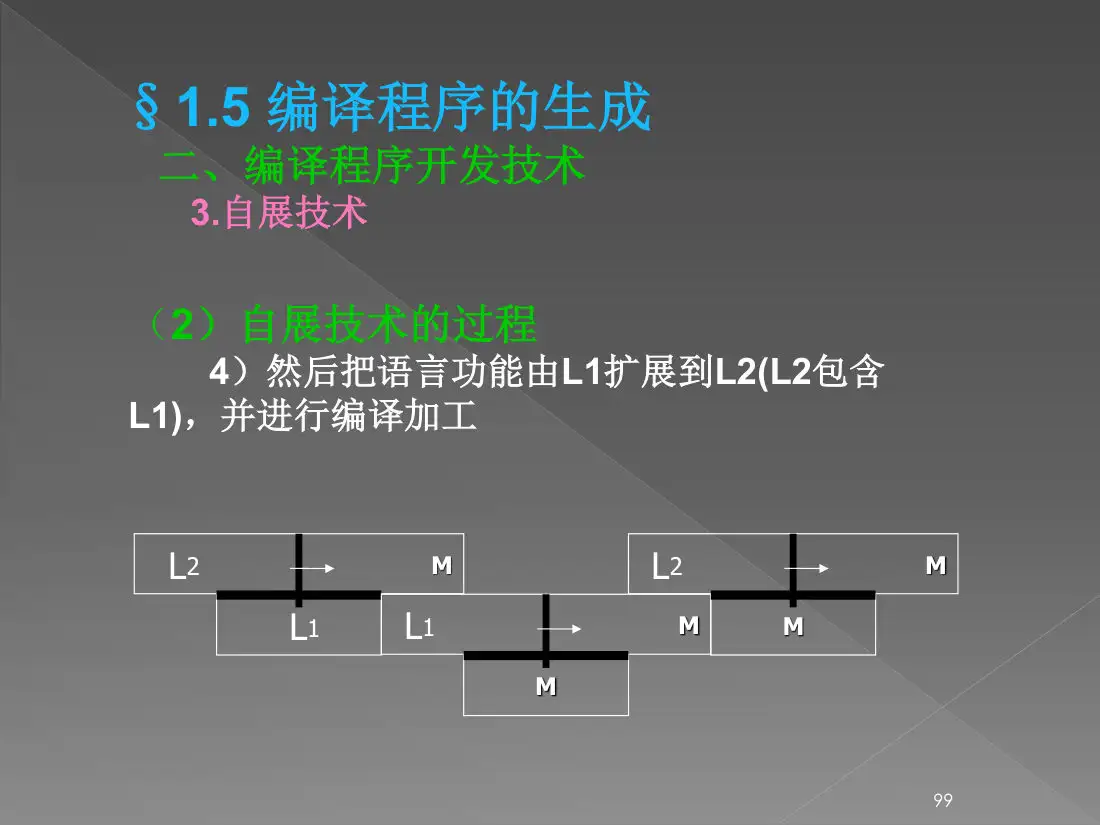 §1.5 编译程序的生成
二、编译程序开发技术
3.自展技术
（2）自展技术的过程
4）然后把语言功能由L1扩展到L2(L2包含
L1)，并进行编译加工
L2 → M
L2 → M
L1
L1 → M
M
M
99